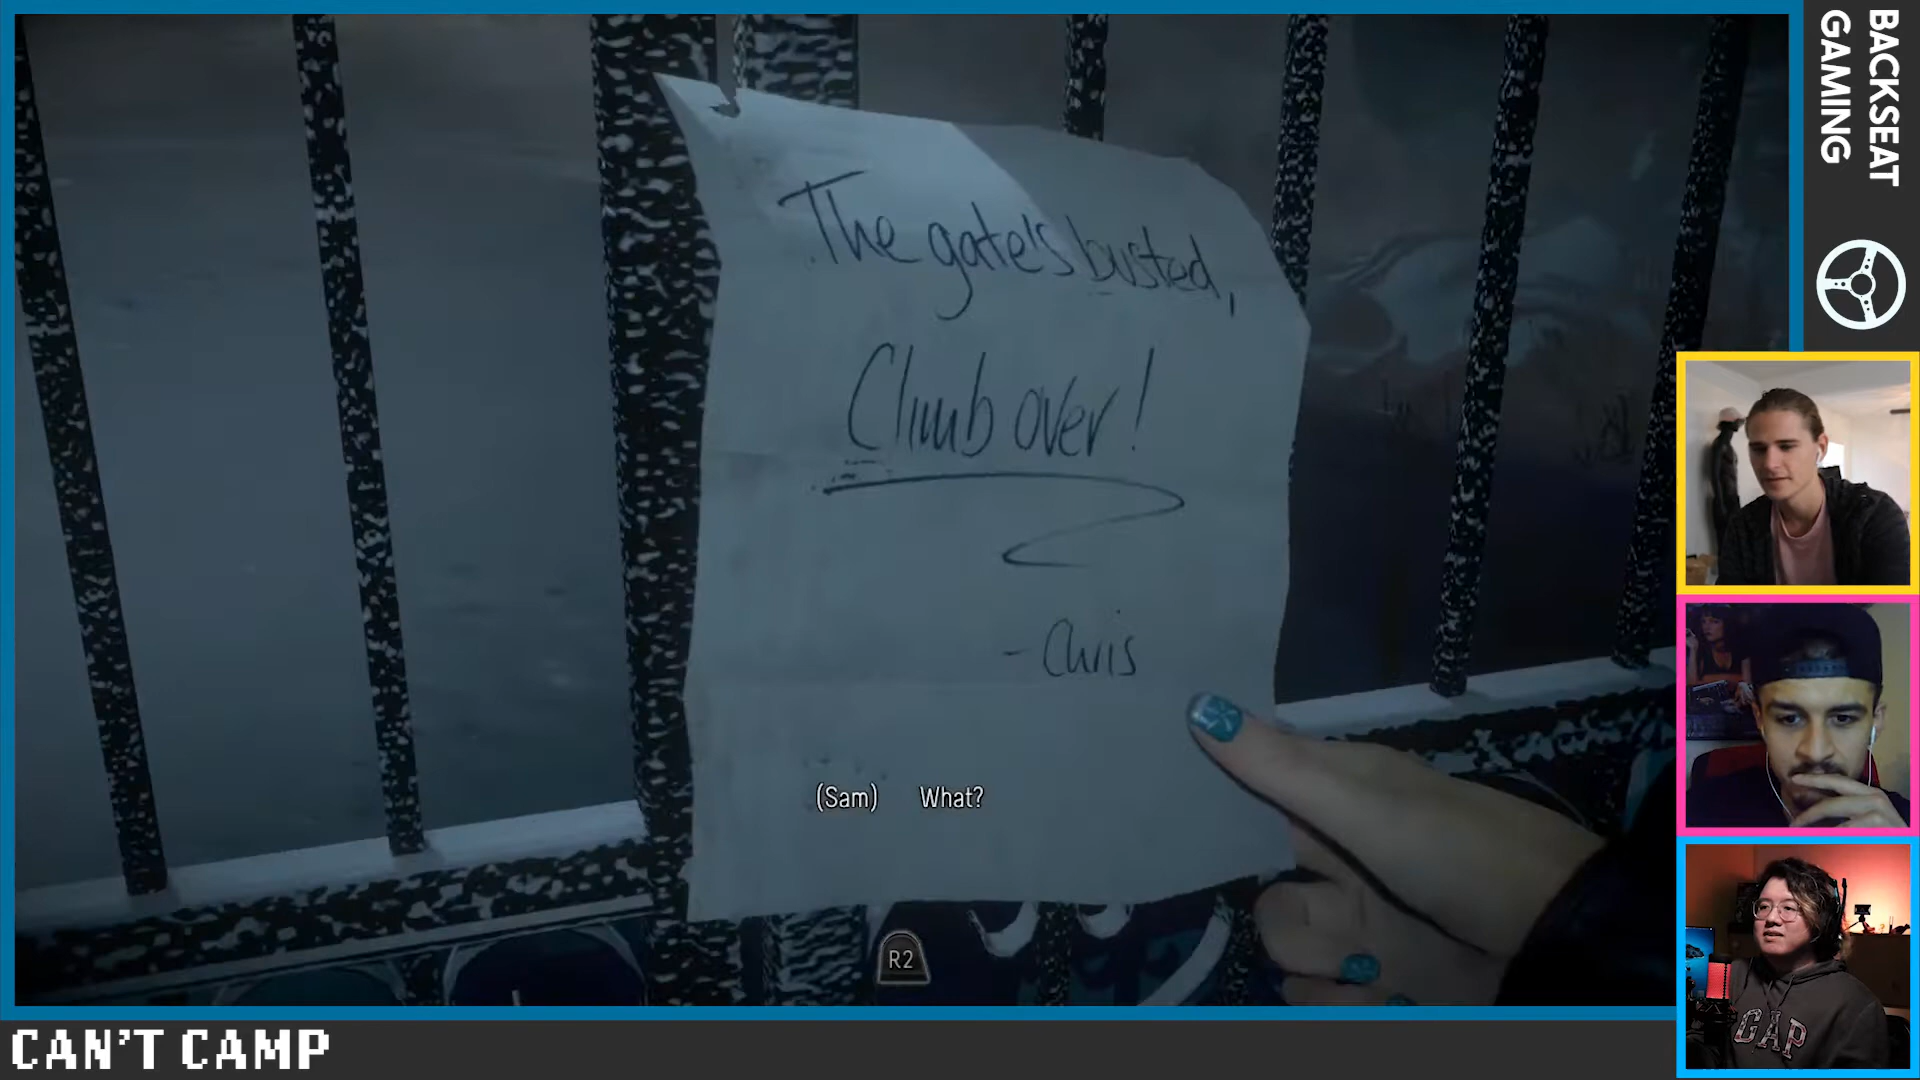 The gate's busted,
Climb over!
- Chris
(Sam) What?
R2
BACKSEAT
GAMING
GAP
CAN'T CAMP